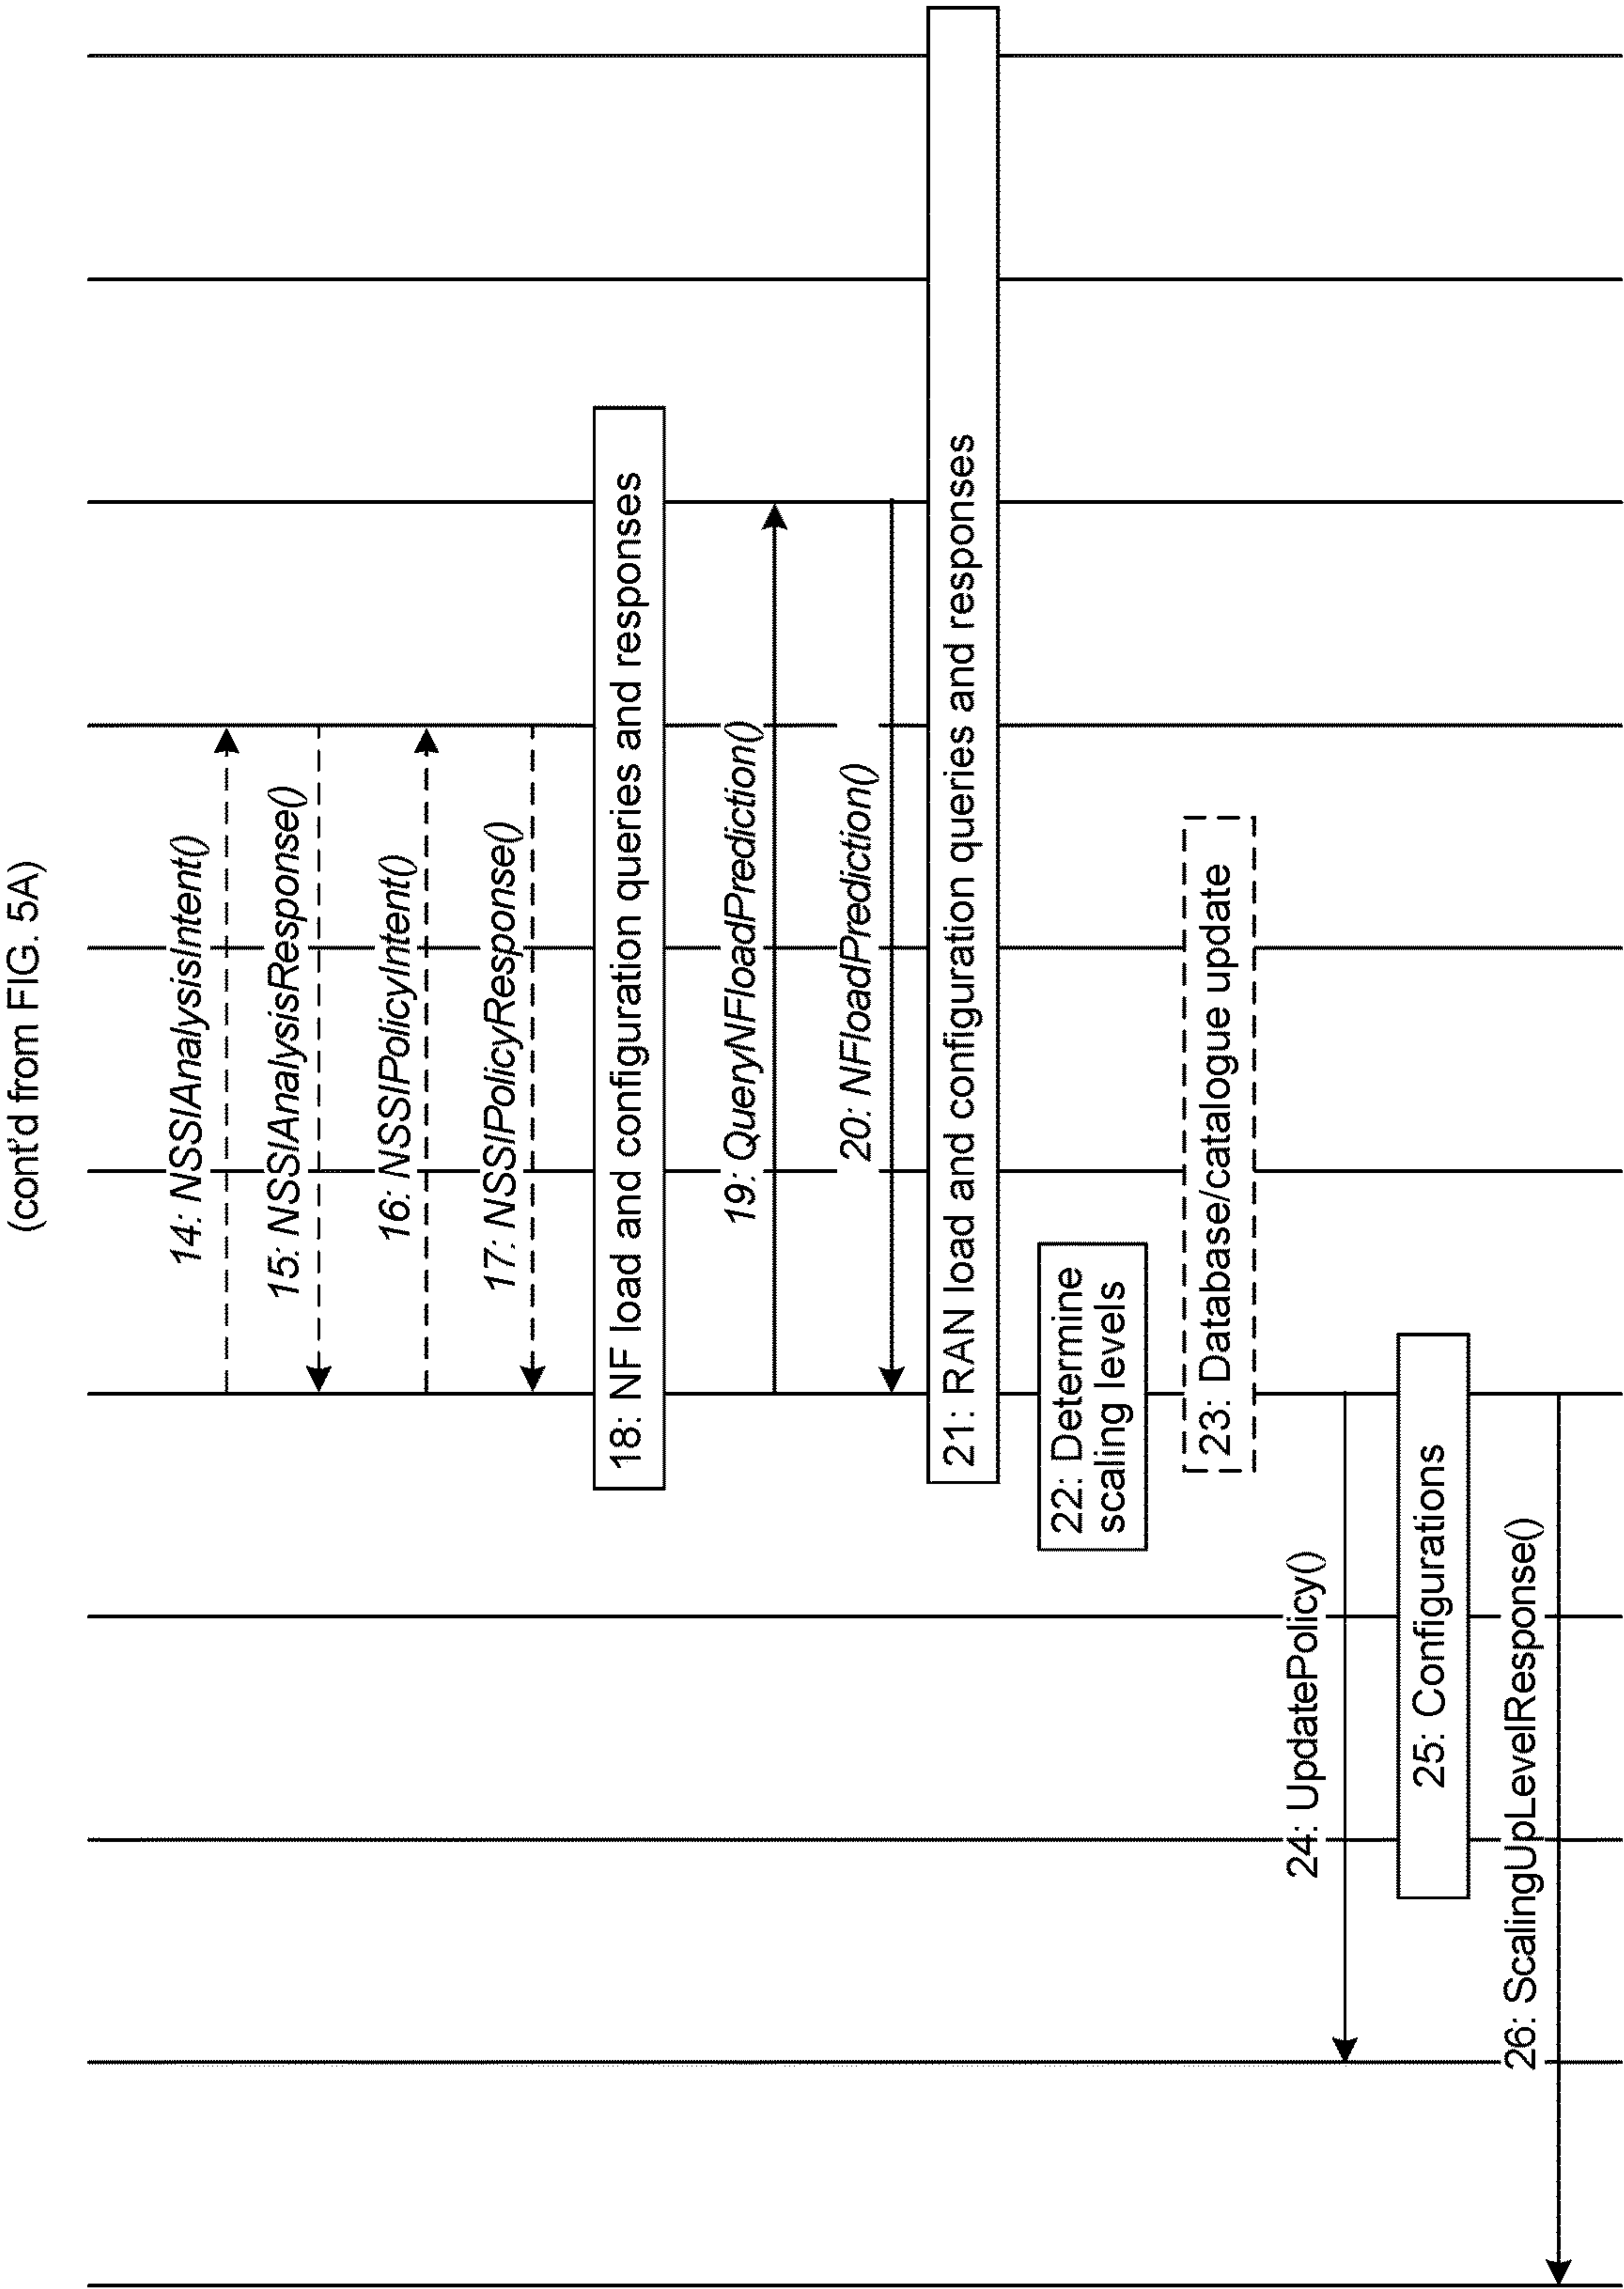 (cont'd from FIG. 5A)
14: NSSIAnalysisIntent()
15: NSSIAnalysisResponse()
16: NSSIPolicyIntent()
17: NSSIPolicyResponse()
18: NF load and configuration queries and responses
19: QueryNFloadPrediction()
20: NFloadPrediction()
21: RAN load and configuration queries and responses
22: Determine
scaling levels
23: Database/catalogue update
24: UpdatePolicy()
25: Configurations
26: ScalingUpLevelResponse()